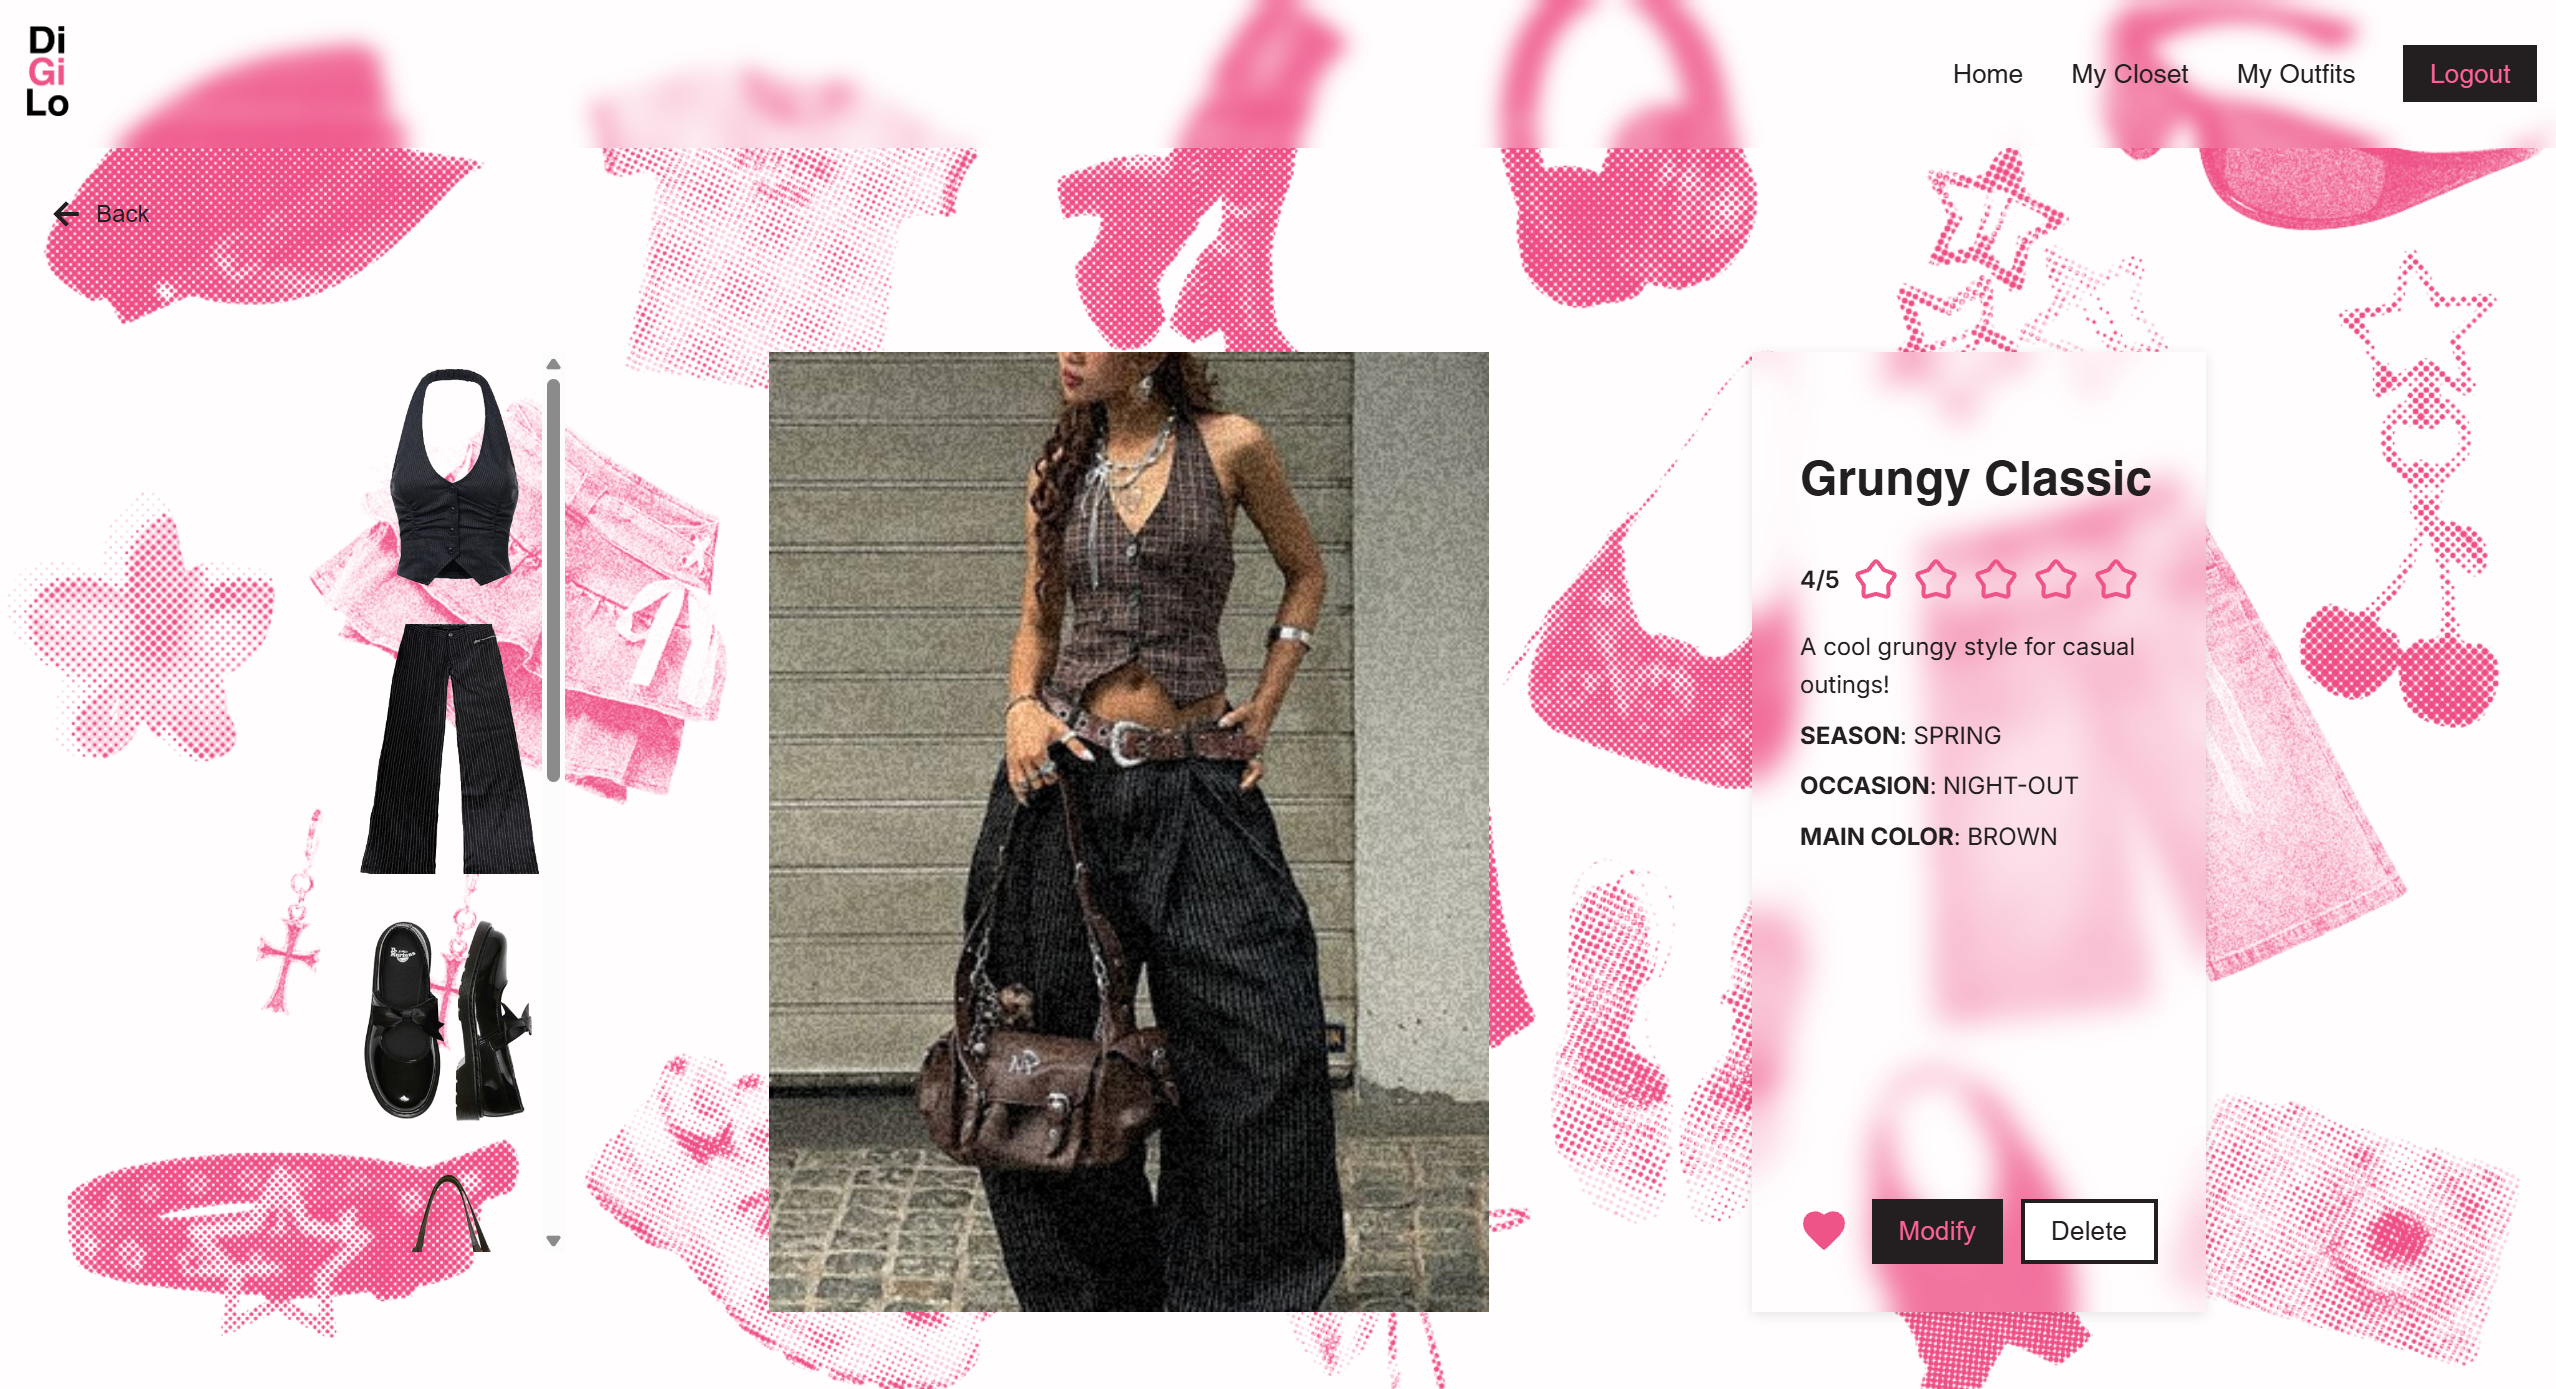 Di
Gi
Lo
Home
My Closet
My Outfits
Logout
Back
Grungy Classic
4/5
A cool grungy style for casual
outings!
SEASON: SPRING
OCCASION: NIGHT-OUT
MAIN COLOR: BROWN
Modify
Delete